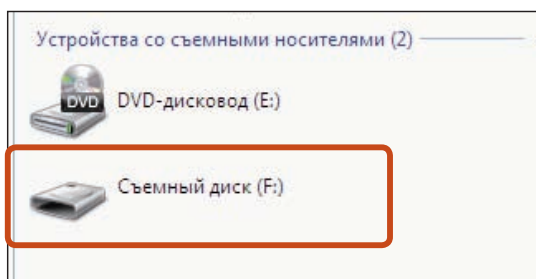 Устройства со съемными носителями (2)
DVD
DVD-дисковод (E:)
Съемный диск (F:)